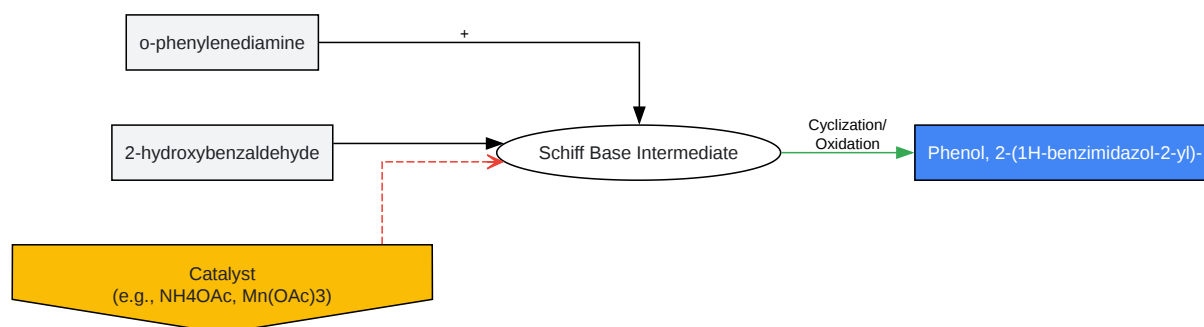 o-phenylenediamine
+
2-hydroxybenzaldehyde
Schiff Base Intermediate
Cyclization/
Oxidation
Phenol, 2-(1H-benzimidazol-2-yl)-
Catalyst
(e.g., NH4OAc, Mn(OAc)3)